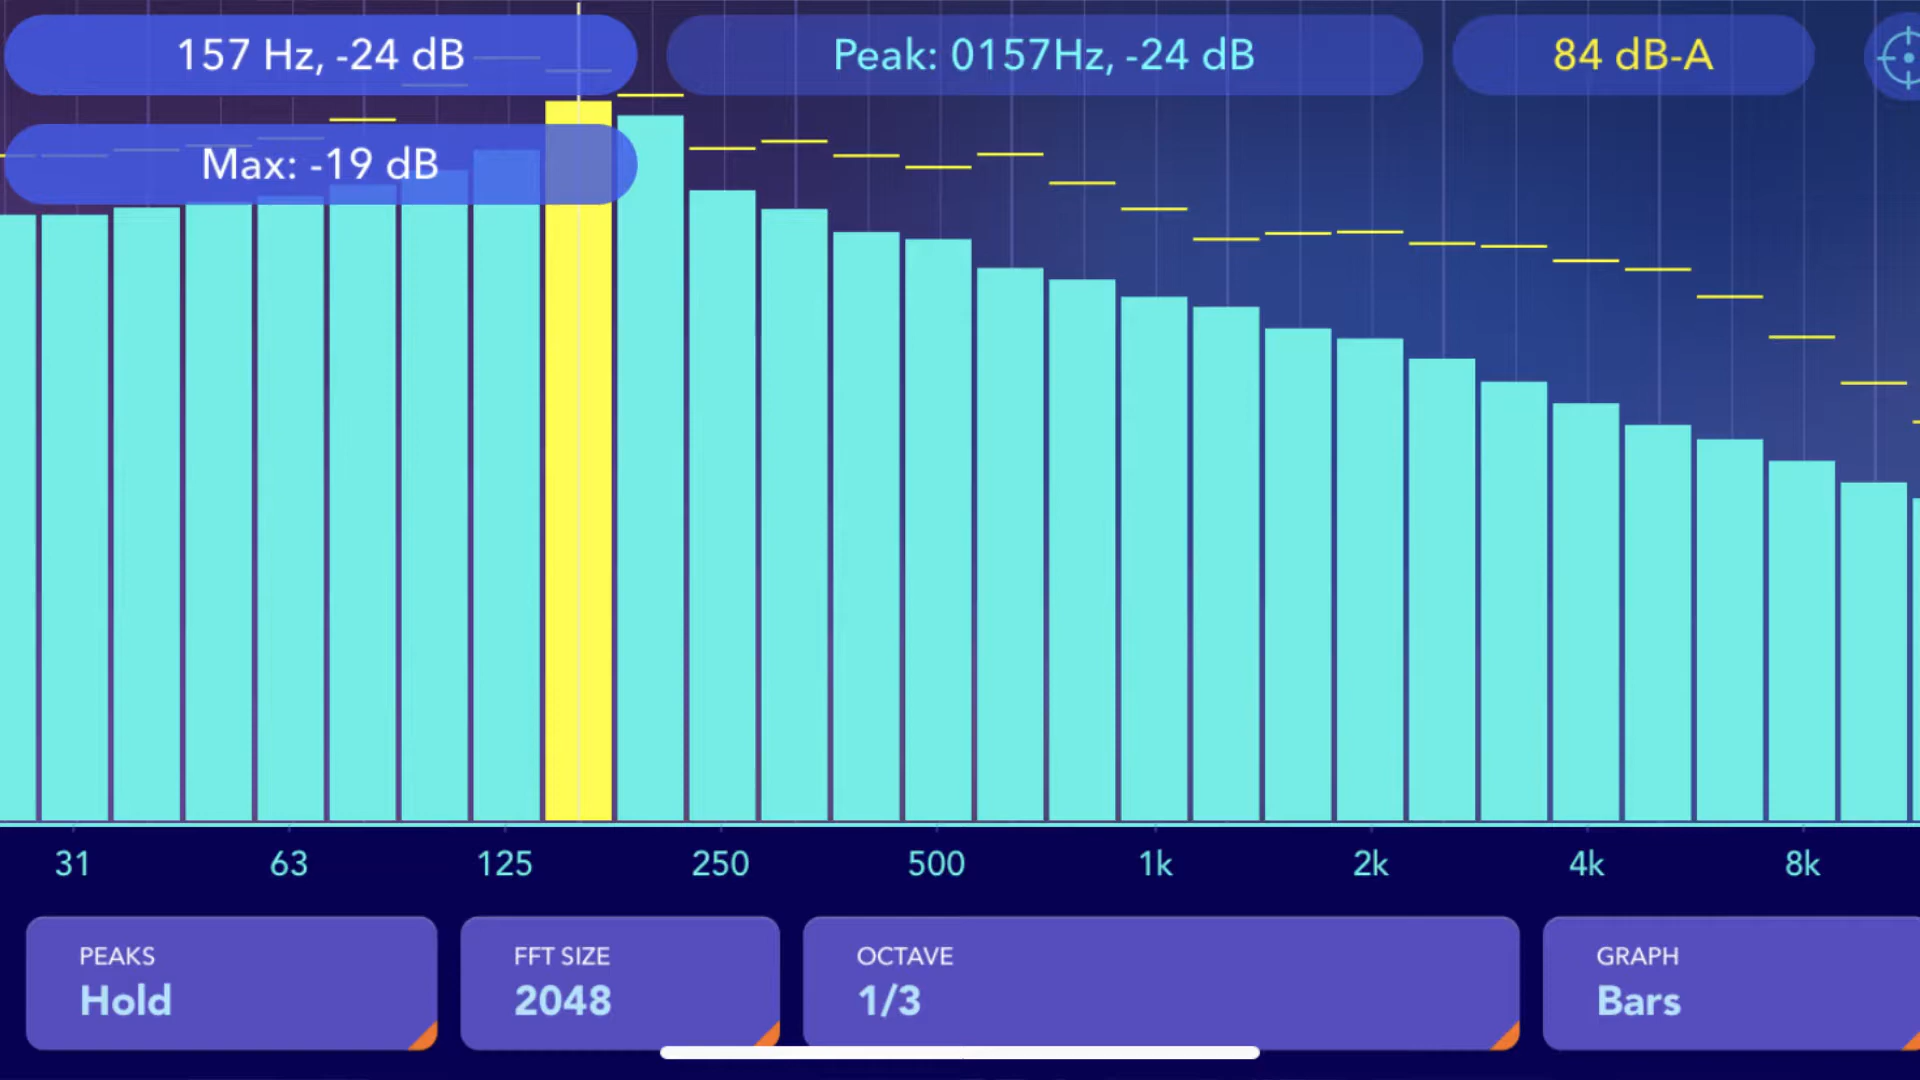 157 Hz, -24 dB
Peak: 0157Hz, -24 dB
84 dB-A
Max: -19 dB
31 63 125 250 500 1k 2k 4k 8k
PEAKS
Hold
FFT SIZE
2048
OCTAVE
1/3
GRAPH
Bars